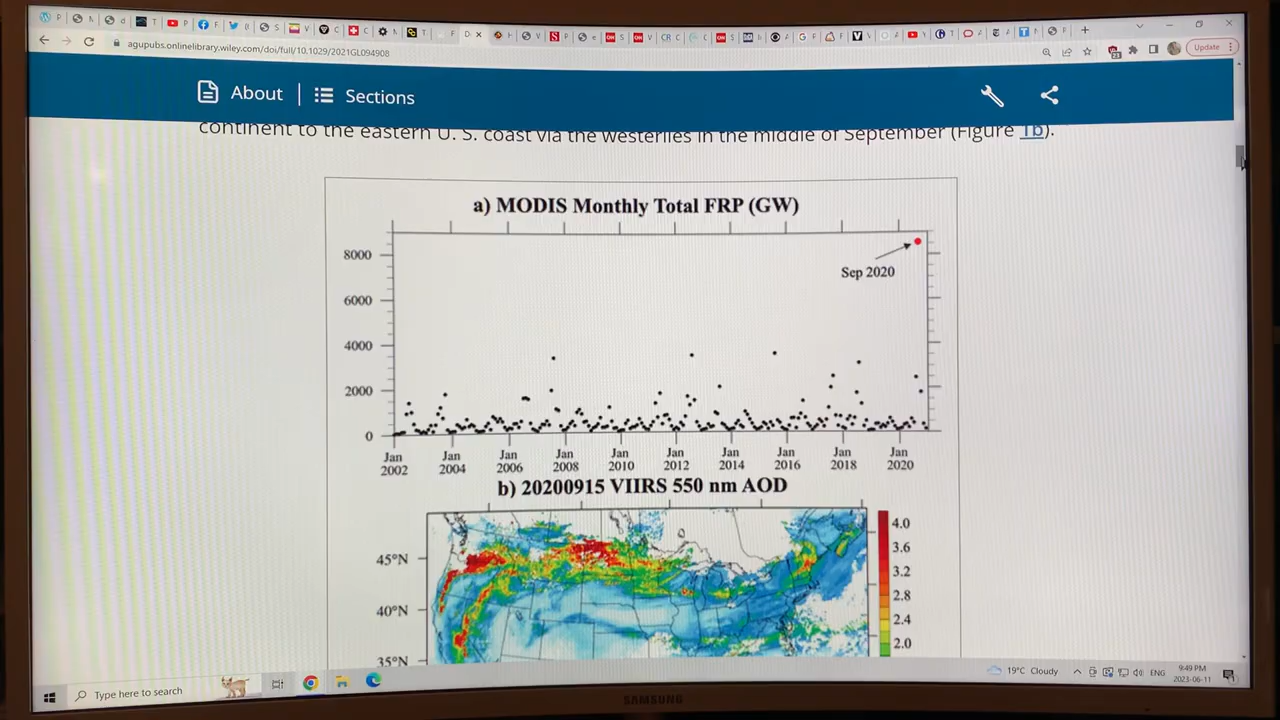 agupubs.onlinelibrary.wiley.com/doi/full/10.1029/2021GL094908
Update
About
Sections
continent to the eastern U. S. coast via the westerlies in the middle of September (Figure 1b).
a) MODIS Monthly Total FRP (GW)
8000
6000
4000
2000
0
Sep 2020
Jan 2002
Jan 2004
Jan 2006
Jan 2008
Jan 2010
Jan 2012
Jan 2014
Jan 2016
Jan 2018
Jan 2020
b) 20200915 VIIRS 550 nm AOD
45°N
40°N
35°N
4.0
3.6
3.2
2.8
2.4
2.0
Type here to search
19°C Cloudy
ENG
9:49 PM
2023-06-11
SAMSUNG